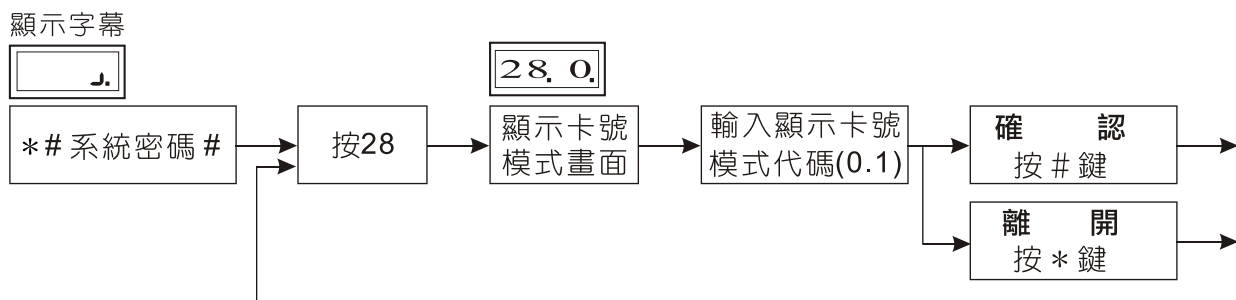 顯示字幕
28. 0.
*#系統密碼#
按28
顯示卡號
模式畫面
輸入顯示卡號
模式代碼(0.1)
確 認
按#鍵
離 開
按*鍵